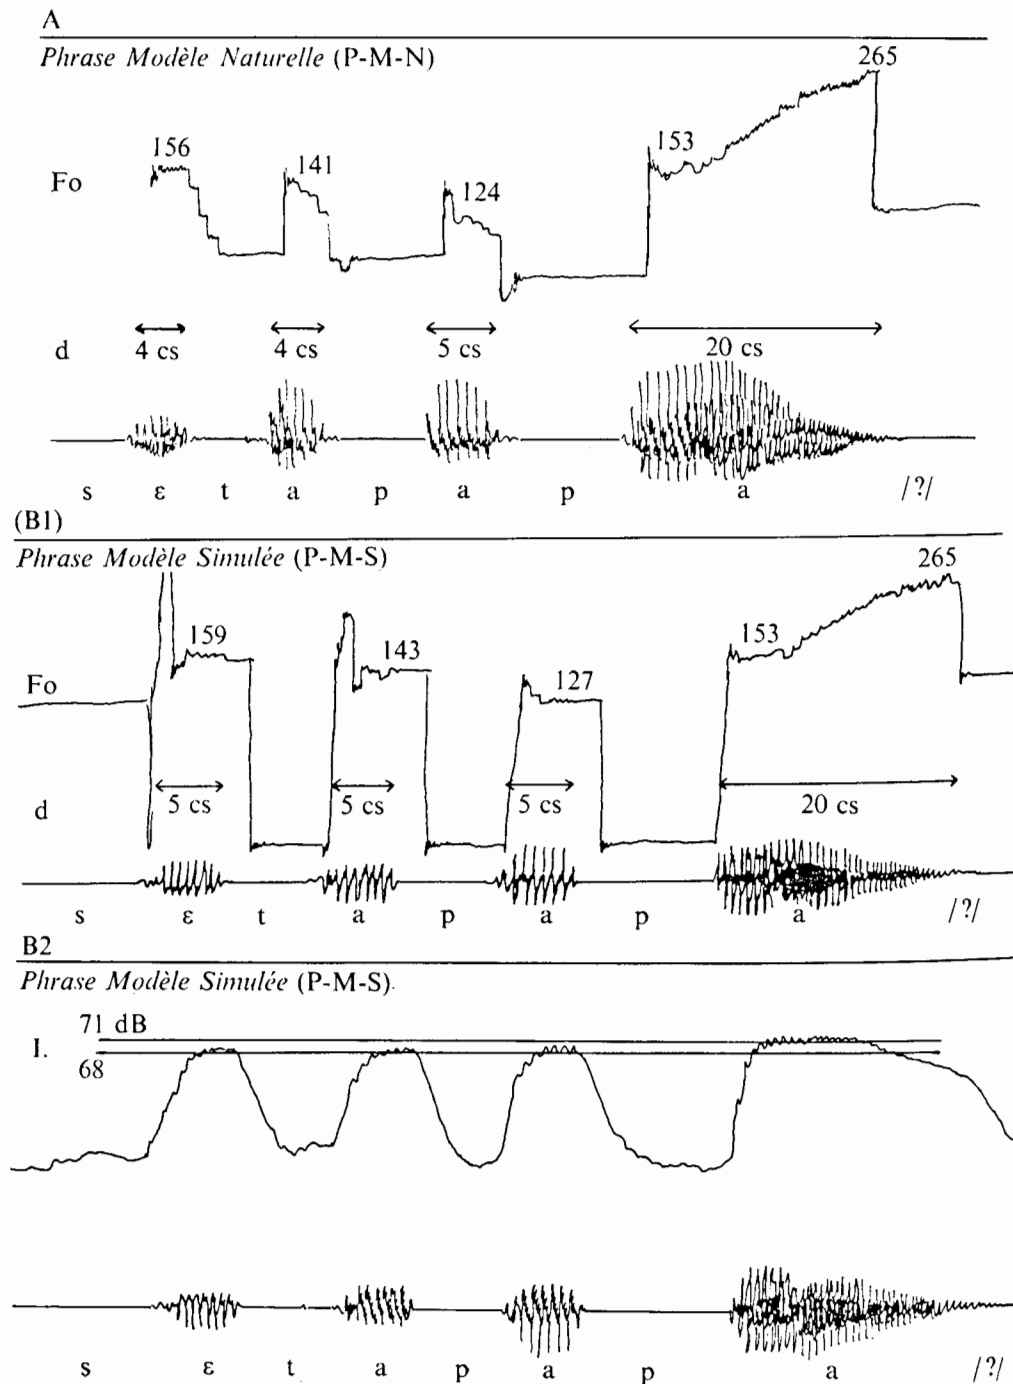 A
Phrase Modèle Naturelle (P-M-N)
265
156
141
124
153
Fo
d
4 cs
4 cs
5 cs
20 cs
s ε t a p a p a /?/
(B1)
Phrase Modèle Simulée (P-M-S)
265
159
143
127
153
Fo
d
5 cs
5 cs
5 cs
20 cs
s ε t a p a p a /?/
B2
Phrase Modèle Simulée (P-M-S).
71 dB
I.
68
s ε t a p a p a /?/